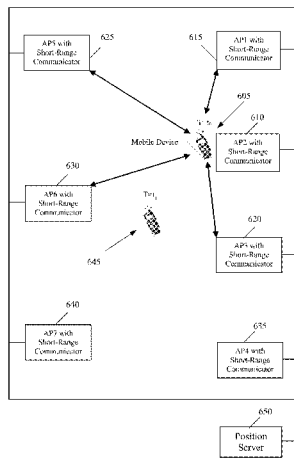 625
615
AP5 with
Short-Range
Communicator
AP1 with
Short-Range
Communicator
605
610
Mobile Device
AP2 with
Short-Range
Communicator
630
AP6 with
Short-Range
Communicator
620
645
AP3 with
Short-Range
Communicator
640
635
AP7 with
Short-Range
Communicator
AP4 with
Short-Range
Communicator
650
Position
Server